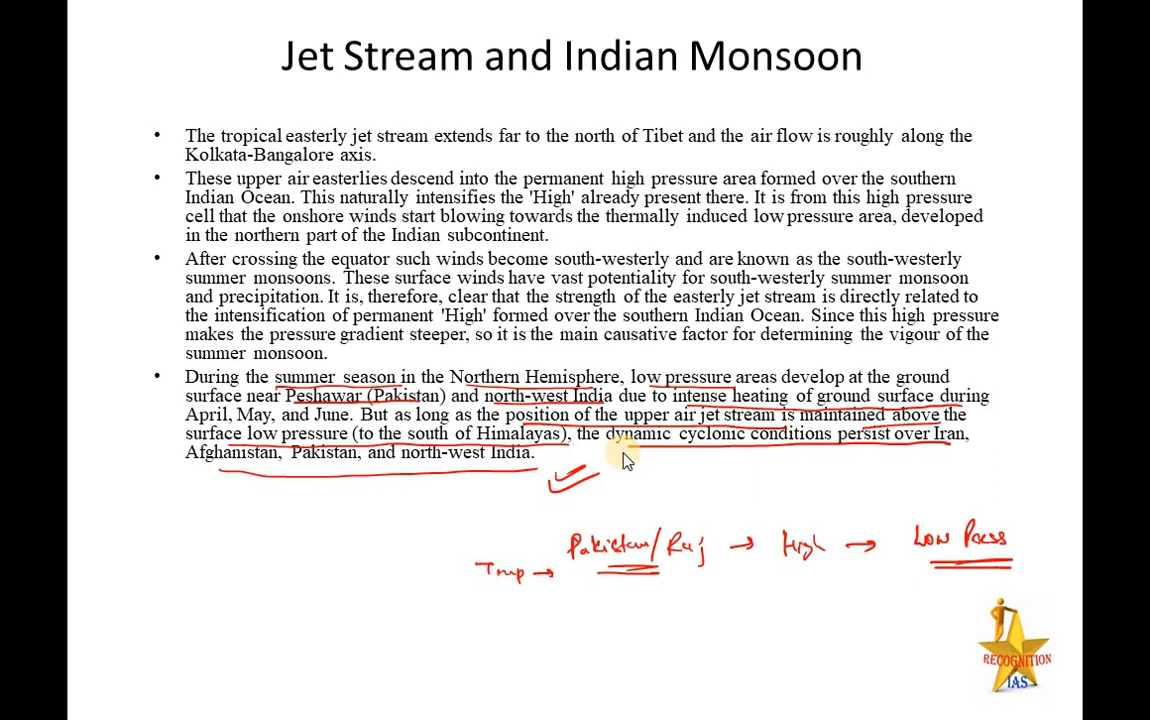 Jet Stream and Indian Monsoon
• The tropical easterly jet stream extends far to the north of Tibet and the air flow is roughly along the
Kolkata-Bangalore axis.
• These upper air easterlies descend into the permanent high pressure area formed over the southern
Indian Ocean. This naturally intensifies the 'High' already present there. It is from this high pressure
cell that the onshore winds start blowing towards the thermally induced low pressure area, developed
in the northern part of the Indian subcontinent.
• After crossing the equator such winds become south-westerly and are known as the south-westerly
summer monsoons. These surface winds have vast potentiality for south-westerly summer monsoon
and precipitation. It is, therefore, clear that the strength of the easterly jet stream is directly related to
the intensification of permanent 'High' formed over the southern Indian Ocean. Since this high pressure
makes the pressure gradient steeper, so it is the main causative factor for determining the vigour of the
summer monsoon.
• During the summer season in the Northern Hemisphere, low pressure areas develop at the ground
surface near Peshawar (Pakistan) and north-west India due to intense heating of ground surface during
April, May, and June. But as long as the position of the upper air jet stream is maintained above the
surface low pressure (to the south of Himalayas), the dynamic cyclonic conditions persist over Iran,
Afghanistan, Pakistan, and north-west India.
Temp → Pakistan/Raj → High → Low Press
RECOGNITION
IAS